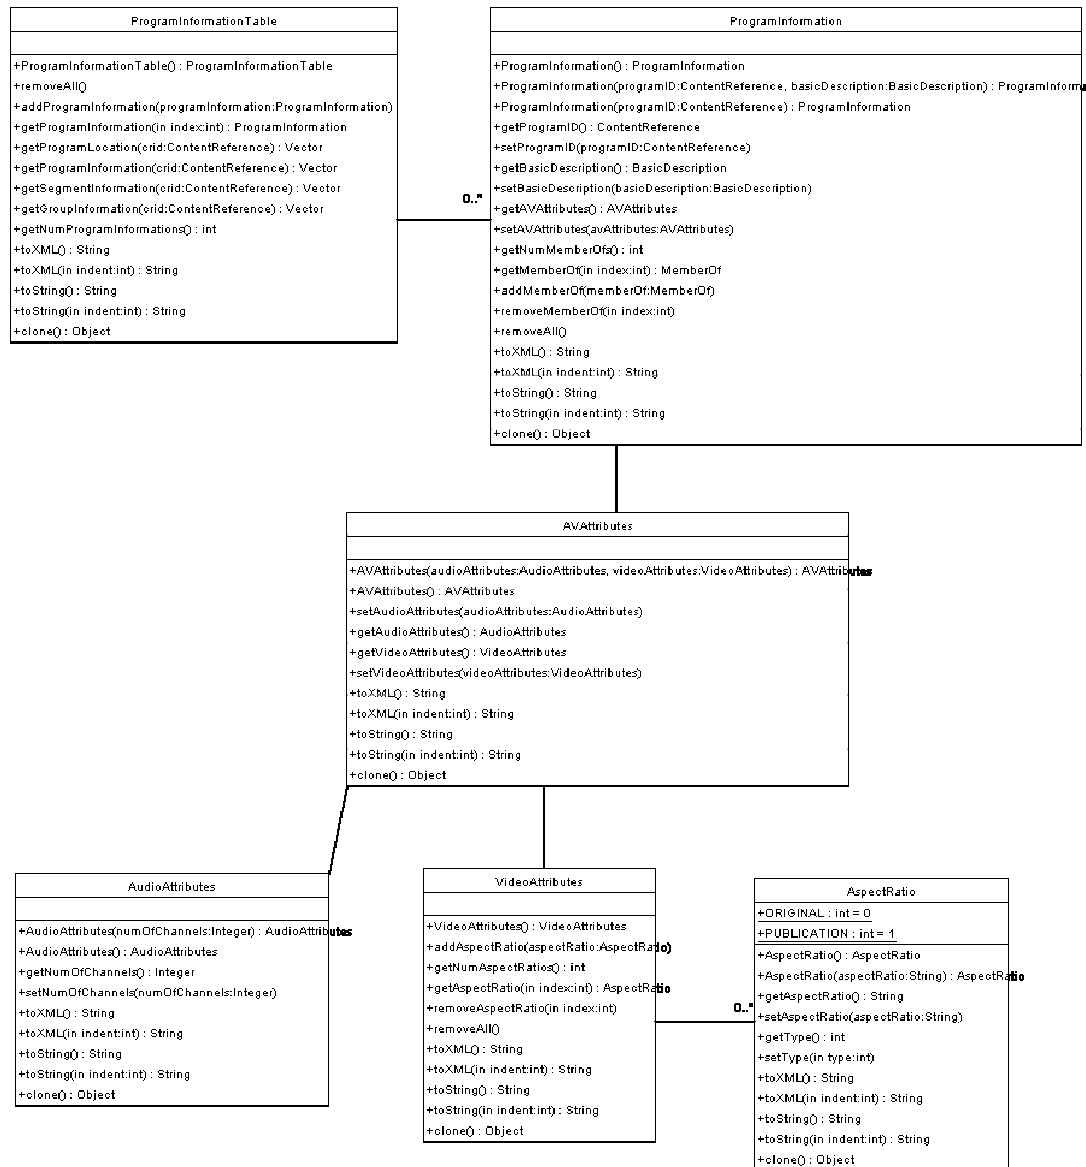 ProgramInformationTable
+ProgramInformationTable() : ProgramInformationTable
+removeAll()
+addProgramInformation(programInformation:ProgramInformation)
+getProgramInformation(in index:int) : ProgramInformation
+getProgramLocation(crid:ContentReference) : Vector
+getProgramInformation(crid:ContentReference) : Vector
+getSegmentInformation(crid:ContentReference) : Vector
+getGroupInformation(crid:ContentReference) : Vector
+getNumProgramInformations() : int
+toXML() : String
+toXML(in indent:int) : String
+toString() : String
+toString(in indent:int) : String
+clone() : Object
0..*
ProgramInformation
+ProgramInformation() : ProgramInformation
+ProgramInformation(programID:ContentReference, basicDescription:BasicDescription) : ProgramInforma
+ProgramInformation(programID:ContentReference) : ProgramInformation
+getProgramID() : ContentReference
+setProgramID(programID:ContentReference)
+getBasicDescription() : BasicDescription
+setBasicDescription(basicDescription:BasicDescription)
+getAVAttributes() : AVAttributes
+setAVAttributes(avAttributes:AVAttributes)
+getNumMemberOfs() : int
+getMemberOf(in index:int) : MemberOf
+addMemberOf(memberOf:MemberOf)
+removeMemberOf(in index:int)
+removeAll()
+toXML() : String
+toXML(in indent:int) : String
+toString() : String
+toString(in indent:int) : String
+clone() : Object
AVAttributes
+AVAttributes(audioAttributes:AudioAttributes, videoAttributes:VideoAttributes) : AVAttributes
+AVAttributes() : AVAttributes
+setAudioAttributes(audioAttributes:AudioAttributes)
+getAudioAttributes() : AudioAttributes
+getVideoAttributes() : VideoAttributes
+setVideoAttributes(videoAttributes:VideoAttributes)
+toXML() : String
+toXML(in indent:int) : String
+toString() : String
+toString(in indent:int) : String
+clone() : Object
AudioAttributes
+AudioAttributes(numOfChannels:Integer) : AudioAttributes
+AudioAttributes() : AudioAttributes
+getNumOfChannels() : Integer
+setNumOfChannels(numOfChannels:Integer)
+toXML() : String
+toXML(in indent:int) : String
+toString() : String
+toString(in indent:int) : String
+clone() : Object
VideoAttributes
+VideoAttributes() : VideoAttributes
+addAspectRatio(aspectRatio:AspectRatio)
+getNumAspectRatios() : int
+getAspectRatio(in index:int) : AspectRatio
+removeAspectRatio(in index:int)
+removeAll()
+toXML() : String
+toXML(in indent:int) : String
+toString() : String
+toString(in indent:int) : String
+clone() : Object
0..*
AspectRatio
+ORIGINAL : int = 0
+PUBLICATION : int = 1
+AspectRatio() : AspectRatio
+AspectRatio(aspectRatio:String) : AspectRatio
+getAspectRatio() : String
+setAspectRatio(aspectRatio:String)
+getType() : int
+setType(in type:int)
+toXML() : String
+toXML(in indent:int) : String
+toString() : String
+toString(in indent:int) : String
+clone() : Object